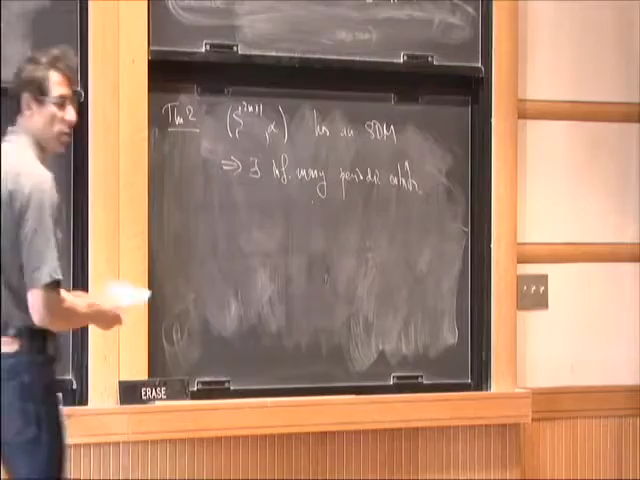 Thm 2 (ξ^{2n+1}, α) has an SDM
⇒ ∃ inf. many periodic orbits.
ERASE